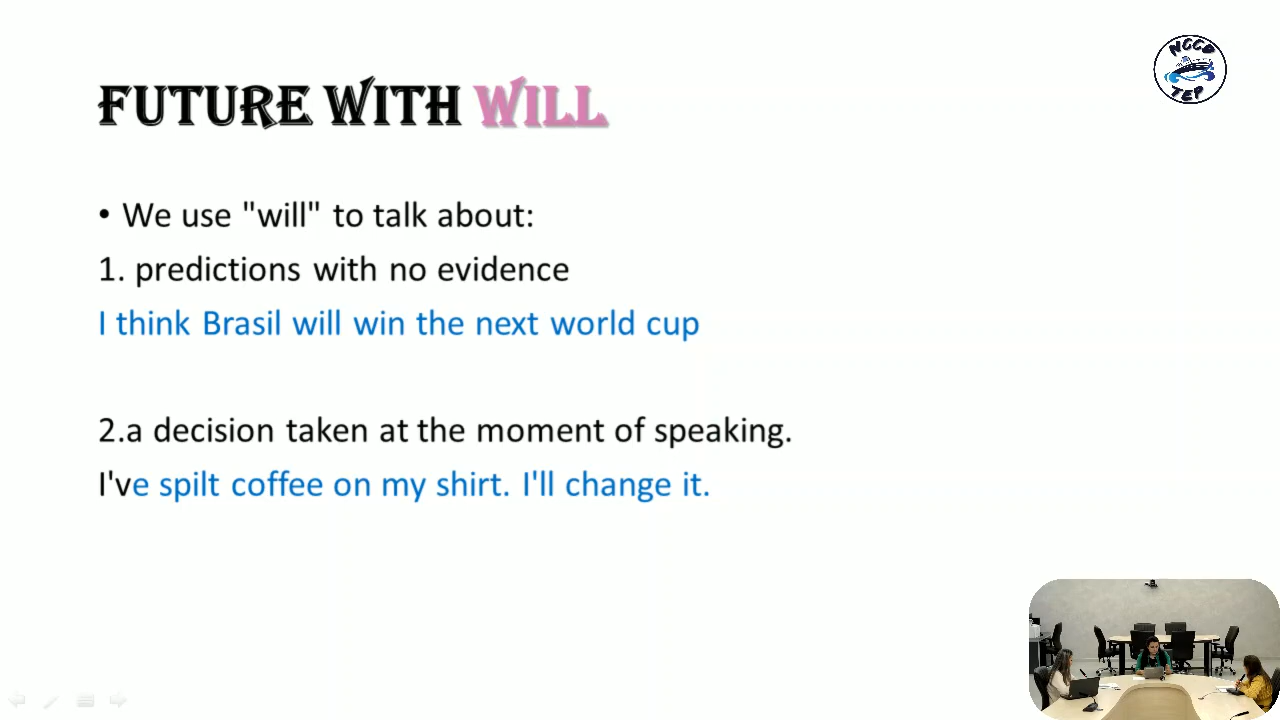 FUTURE WITH WILL
NCCD
TEP
• We use "will" to talk about:
1. predictions with no evidence
I think Brasil will win the next world cup
2.a decision taken at the moment of speaking.
I've spilt coffee on my shirt. I'll change it.